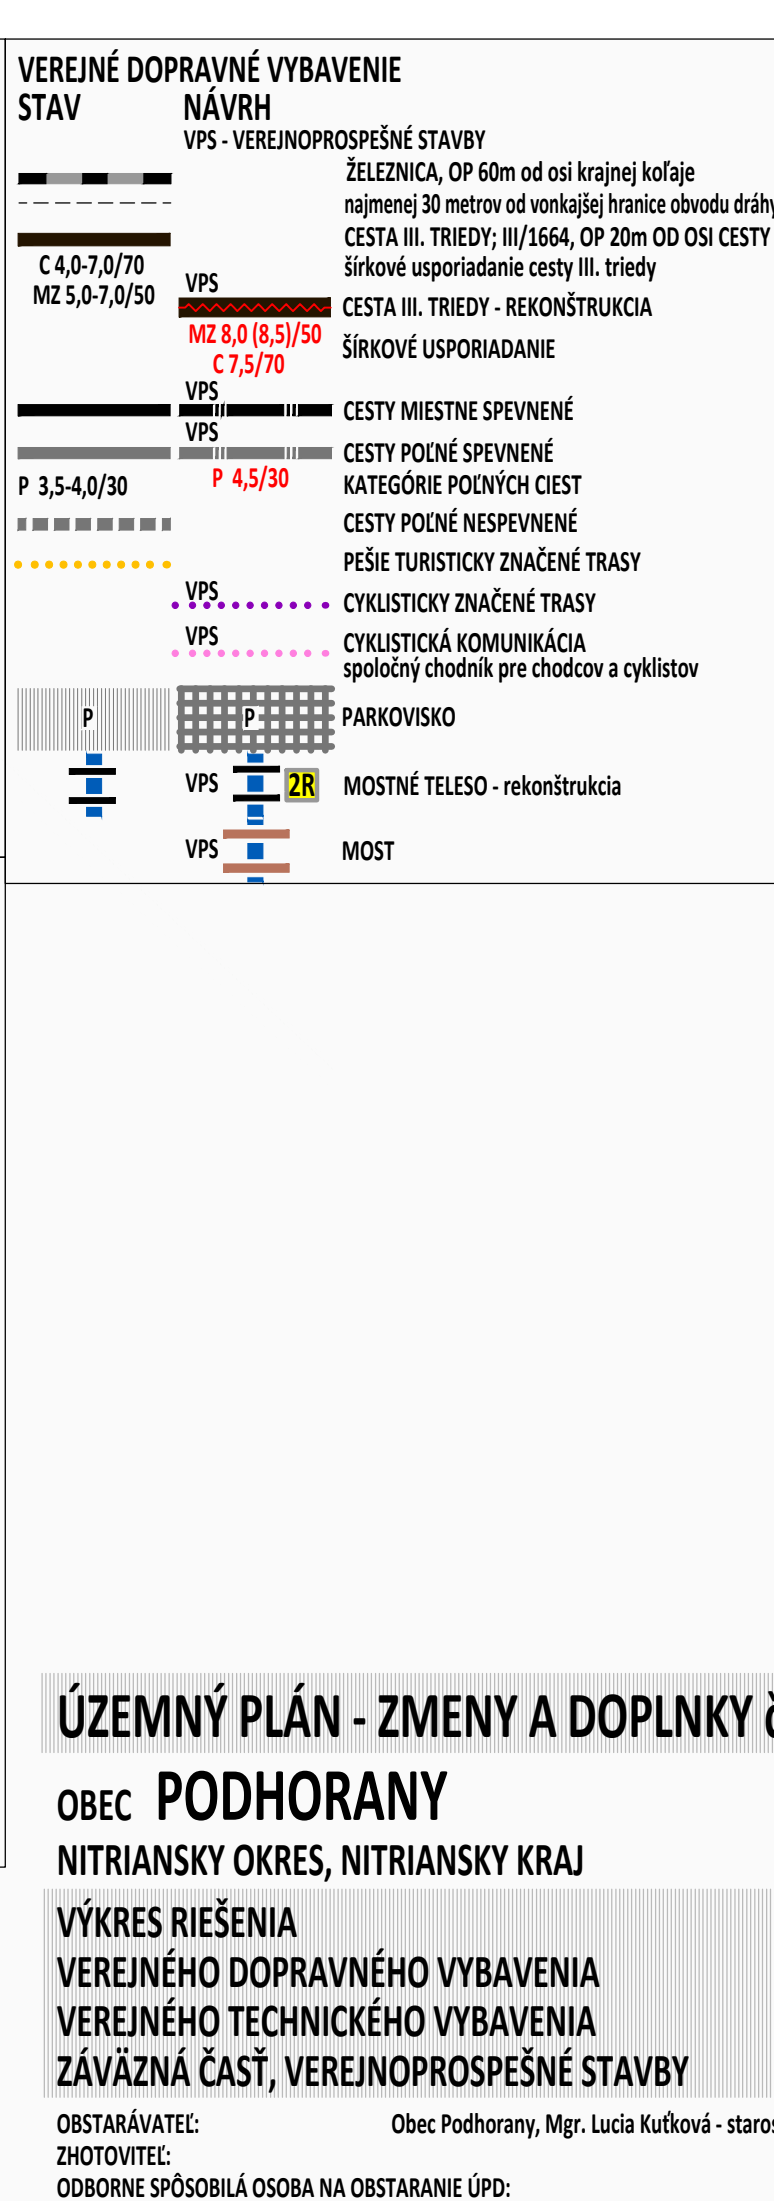 VEREJNÉ DOPRAVNÉ VYBAVENIE
STAV NÁVRH
VPS - VEREJNOPROSPEŠNÉ STAVBY
ŽELEZNICA, OP 60m od osi krajnej koľaje
najmenej 30 metrov od vonkajšej hranice obvodu dráhy
CESTA III. TRIEDY; III/1664, OP 20m OD OSI CESTY
C 4,0-7,0/70 šírkové usporiadanie cesty III. triedy
MZ 5,0-7,0/50 VPS
CESTA III. TRIEDY - REKONŠTRUKCIA
MZ 8,0 (8,5)/50 ŠÍRKOVÉ USPORIADANIE
C 7,5/70
VPS
CESTY MIESTNE SPEVNENÉ
VPS
CESTY POĽNÉ SPEVNENÉ
P 3,5-4,0/30 P 4,5/30 KATEGÓRIE POĽNÝCH CIEST
CESTY POĽNÉ NESPEVNENÉ
PEŠIE TURISTICKY ZNAČENÉ TRASY
VPS CYKLISTICKY ZNAČENÉ TRASY
VPS CYKLISTICKÁ KOMUNIKÁCIA
spoločný chodník pre chodcov a cyklistov
P P PARKOVISKO
VPS 2R MOSTNÉ TELESO - rekonštrukcia
VPS MOST
ÚZEMNÝ PLÁN - ZMENY A DOPLNKY
OBEC PODHORANY
NITRIANSKY OKRES, NITRIANSKY KRAJ
VÝKRES RIEŠENIA
VEREJNÉHO DOPRAVNÉHO VYBAVENIA
VEREJNÉHO TECHNICKÉHO VYBAVENIA
ZÁVÄZNÁ ČASŤ, VEREJNOPROSPEŠNÉ STAVBY
OBSTARÁVATEĽ: Obec Podhorany, Mgr. Lucia Kuťková - staros
ZHOTOVITEĽ:
ODBORNE SPÔSOBILÁ OSOBA NA OBSTARANIE ÚPD: